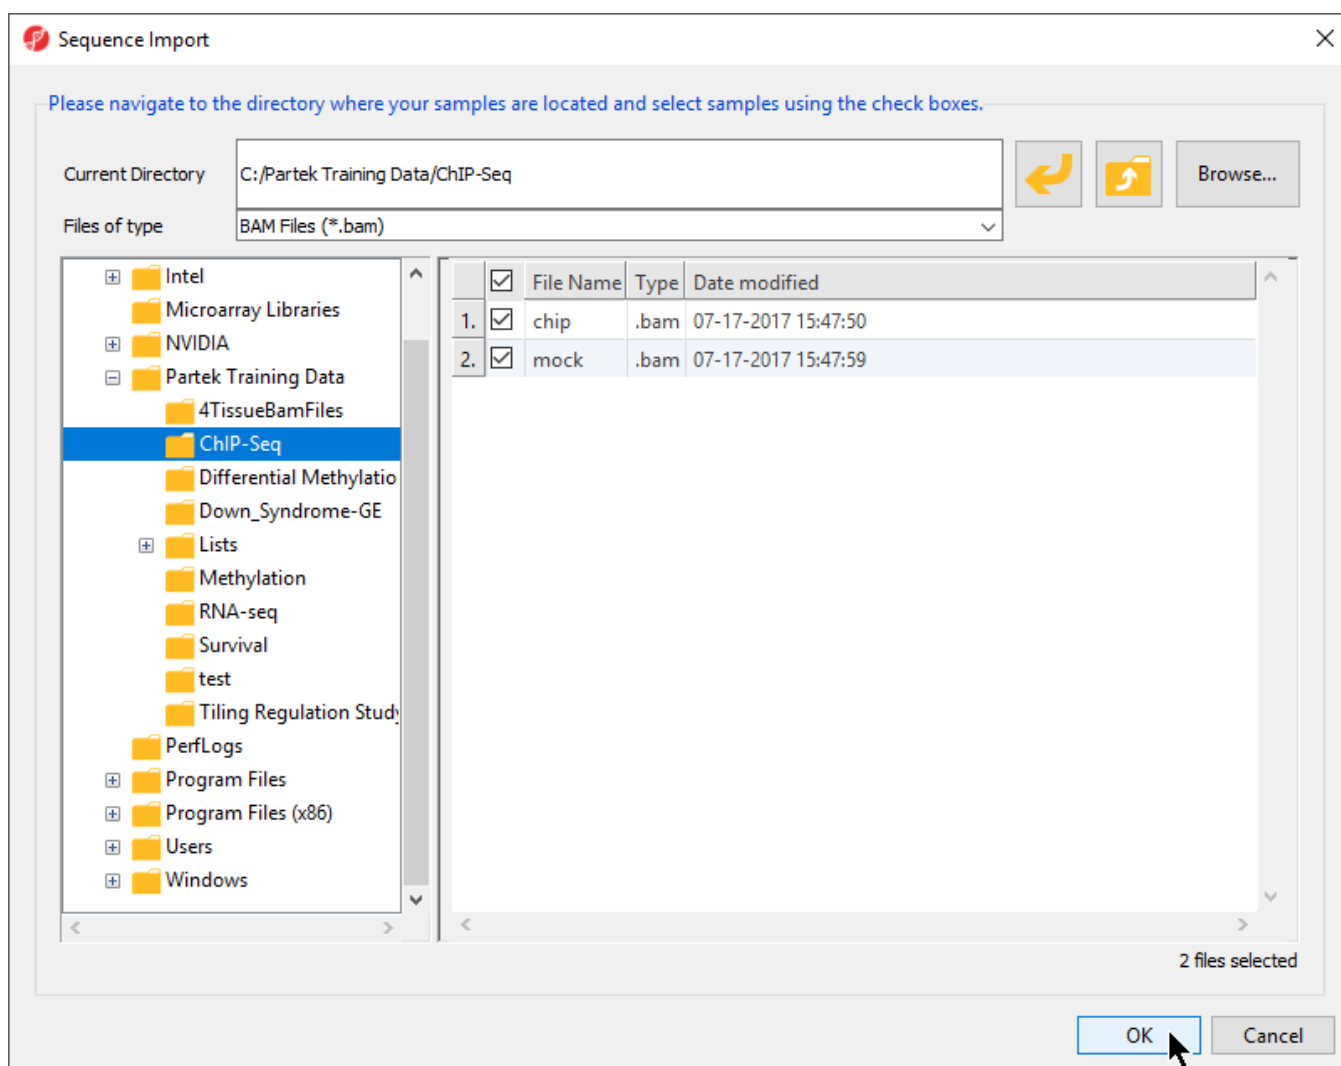 Sequence Import
Please navigate to the directory where your samples are located and select samples using the check boxes.
Current Directory C:/Partek Training Data/ChIP-Seq Browse...
Files of type BAM Files (*.bam)
Intel
Microarray Libraries
NVIDIA
Partek Training Data
4TissueBamFiles
ChIP-Seq
Differential Methylatio
Down_Syndrome-GE
Lists
Methylation
RNA-seq
Survival
test
Tiling Regulation Study
PerfLogs
Program Files
Program Files (x86)
Users
Windows
File Name Type Date modified
1. chip .bam 07-17-2017 15:47:50
2. mock .bam 07-17-2017 15:47:59
2 files selected
OK Cancel